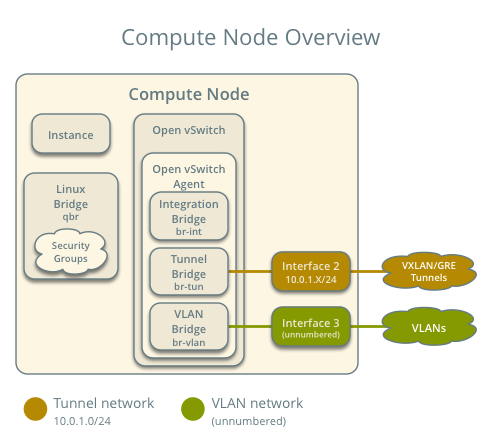 Compute Node Overview
Compute Node
Instance
Linux
Bridge
qbr
Security
Groups
Open vSwitch
Open vSwitch
Agent
Integration
Bridge
br-int
Tunnel
Bridge
br-tun
VLAN
Bridge
br-vlan
Interface 2
10.0.1.X/24
VXLAN/GRE
Tunnels
Interface 3
(unnumbered)
VLANs
Tunnel network
10.0.1.0/24
VLAN network
(unnumbered)